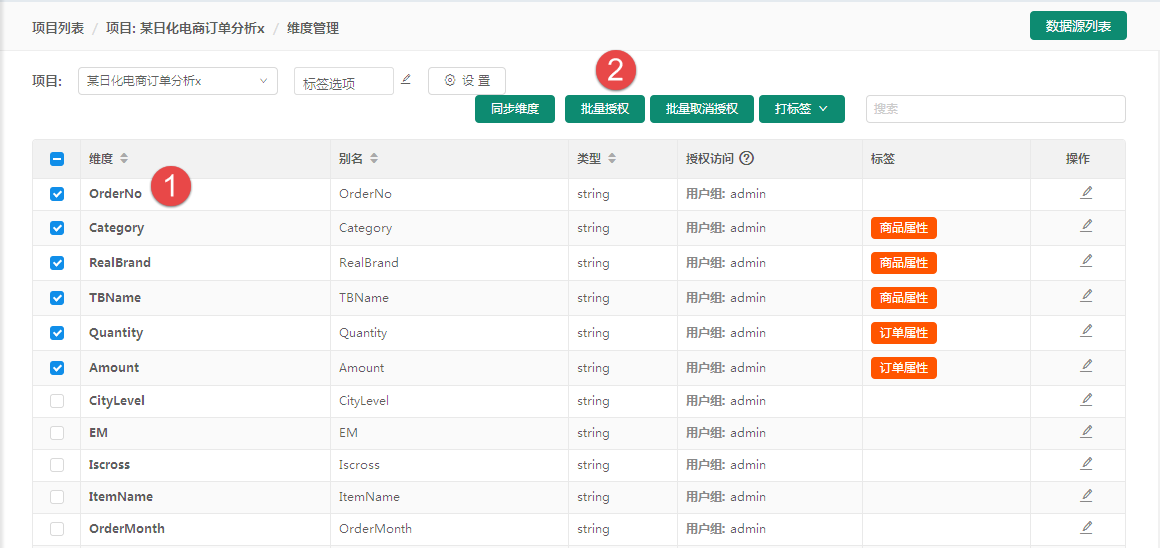 项目列表 / 项目: 某日化电商订单分析x / 维度管理
数据源列表
项目: 某日化电商订单分析x 标签选项 设 置
2
同步维度 批量授权 批量取消授权 打标签 搜索
维度 别名 类型 授权访问 ? 标签 操作
1
OrderNo OrderNo string 用户组: admin
Category Category string 用户组: admin 商品属性
RealBrand RealBrand string 用户组: admin 商品属性
TBName TBName string 用户组: admin 商品属性
Quantity Quantity string 用户组: admin 订单属性
Amount Amount string 用户组: admin 订单属性
CityLevel CityLevel string 用户组: admin
EM EM string 用户组: admin
Iscross Iscross string 用户组: admin
ItemName ItemName string 用户组: admin
OrderMonth OrderMonth string 用户组: admin